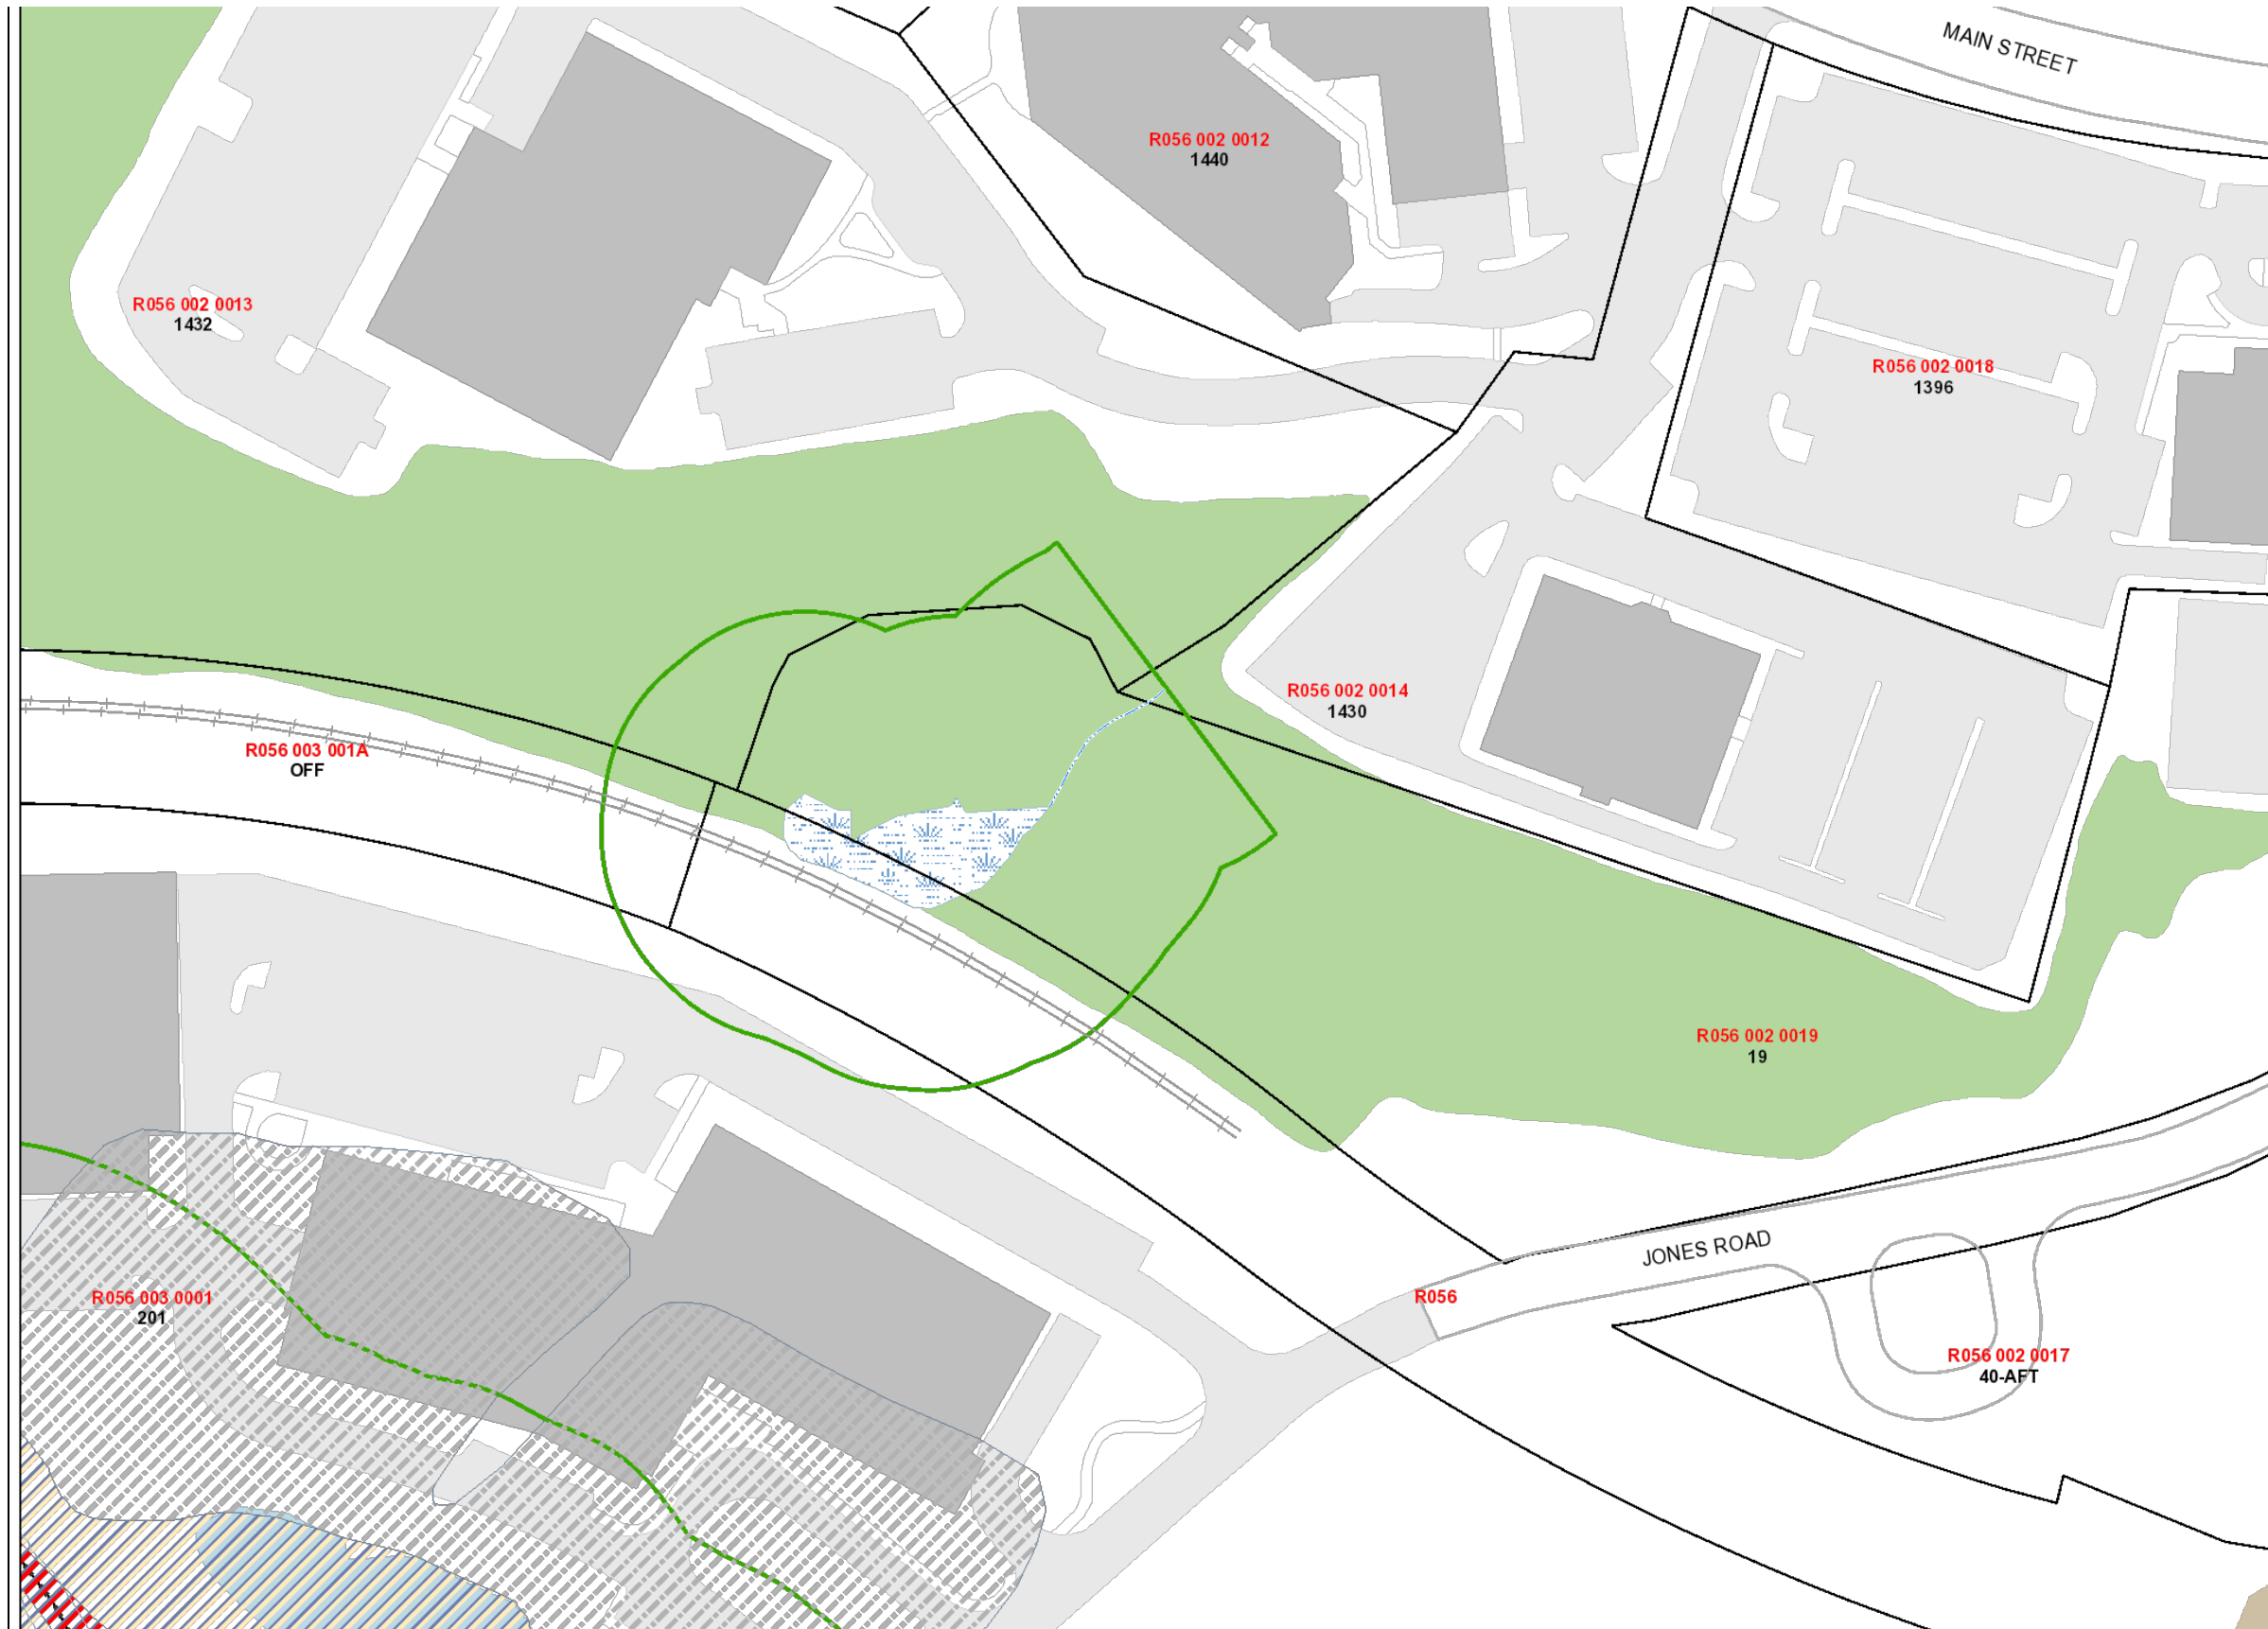 MAIN STREET
R056 002 0012
1440
R056 002 0013
1432
R056 002 0018
1396
R056 002 0014
1430
R056 003 001A
OFF
R056 002 0019
19
JONES ROAD
R056 003 0001
201
R056
R056 002 0017
40-AFT